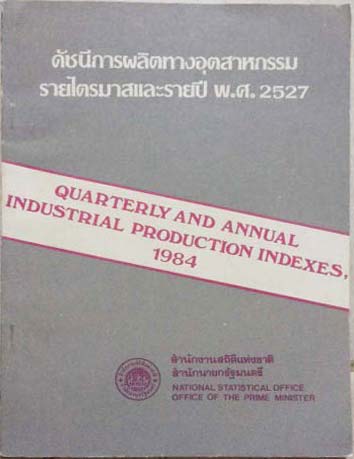 ดัชนีการผลิตทางอุตสาหกรรม
รายไตรมาสและรายปี พ.ศ. 2527
QUARTERLY AND ANNUAL
INDUSTRIAL PRODUCTION INDEXES,
1984
สำนักงานสถิติแห่งชาติ
สำนักนายกรัฐมนตรี
NATIONAL STATISTICAL OFFICE
OFFICE OF THE PRIME MINISTER